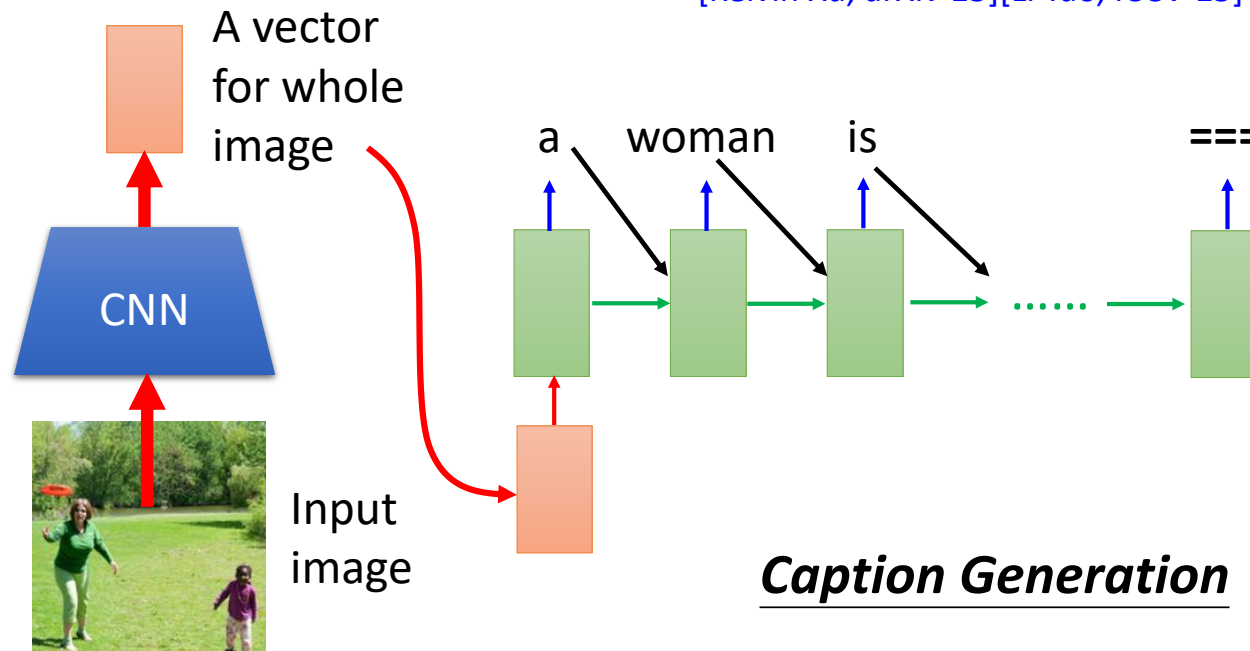 A vector
for whole
image
a woman is ===
CNN
......
Input
image
Caption Generation